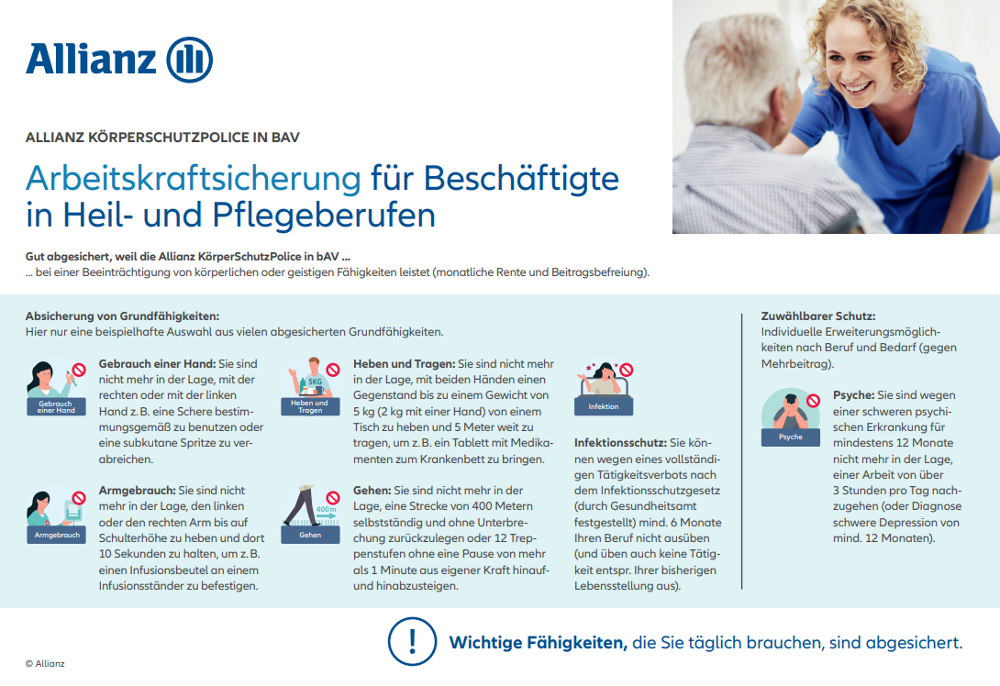 Allianz
ALLIANZ KÖRPERSCHUTZPOLICE IN BAV
Arbeitskraftsicherung für Beschäftigte
in Heil- und Pflegeberufen
Gut abgesichert, weil die Allianz KörperSchutzPolice in bAV ...
... bei einer Beeinträchtigung von körperlichen oder geistigen Fähigkeiten leistet (monatliche Rente und Beitragsbefreiung).
Absicherung von Grundfähigkeiten:
Hier nur eine beispielhafte Auswahl aus vielen abgesicherten Grundfähigkeiten.
Gebrauch
einer Hand
Gebrauch einer Hand: Sie sind
nicht mehr in der Lage, mit der
rechten oder mit der linken
Hand z. B. eine Schere bestim-
mungsgemäß zu benutzen oder
eine subkutane Spritze zu ver-
abreichen.
Armgebrauch
Armgebrauch: Sie sind nicht
mehr in der Lage, den linken
oder den rechten Arm bis auf
Schulterhöhe zu heben und dort
10 Sekunden zu halten, um z. B.
einen Infusionsbeutel an einem
Infusionsständer zu befestigen.
5KG
Heben und
Tragen
Heben und Tragen: Sie sind nicht mehr
in der Lage, mit beiden Händen einen
Gegenstand bis zu einem Gewicht von
5 kg (2 kg mit einer Hand) von einem
Tisch zu heben und 5 Meter weit zu
tragen, um z. B. ein Tablett mit Medika-
menten zum Krankenbett zu bringen.
400m
Gehen
Gehen: Sie sind nicht mehr in der
Lage, eine Strecke von 400 Metern
selbstständig und ohne Unterbre-
chung zurückzulegen oder 12 Trep-
penstufen ohne eine Pause von mehr
als 1 Minute aus eigener Kraft hinauf-
und hinabzusteigen.
Infektion
Infektionsschutz: Sie kön-
nen wegen eines vollständi-
gen Tätigkeitsverbots nach
dem Infektionsschutzgesetz
(durch Gesundheitsamt
festgestellt) mind. 6 Monate
Ihren Beruf nicht ausüben
(und üben auch keine Tätig-
keit entspr. Ihrer bisherigen
Lebensstellung aus).
Zuwählbarer Schutz:
Individuelle Erweiterungsmöglich-
keiten nach Beruf und Bedarf (gegen
Mehrbeitrag).
Psyche
Psyche: Sie sind wegen
einer schweren psychi-
schen Erkrankung für
mindestens 12 Monate
nicht mehr in der Lage,
einer Arbeit von über
3 Stunden pro Tag nach-
zugehen (oder Diagnose
schwere Depression von
mind. 12 Monaten).
! Wichtige Fähigkeiten, die Sie täglich brauchen, sind abgesichert.
© Allianz